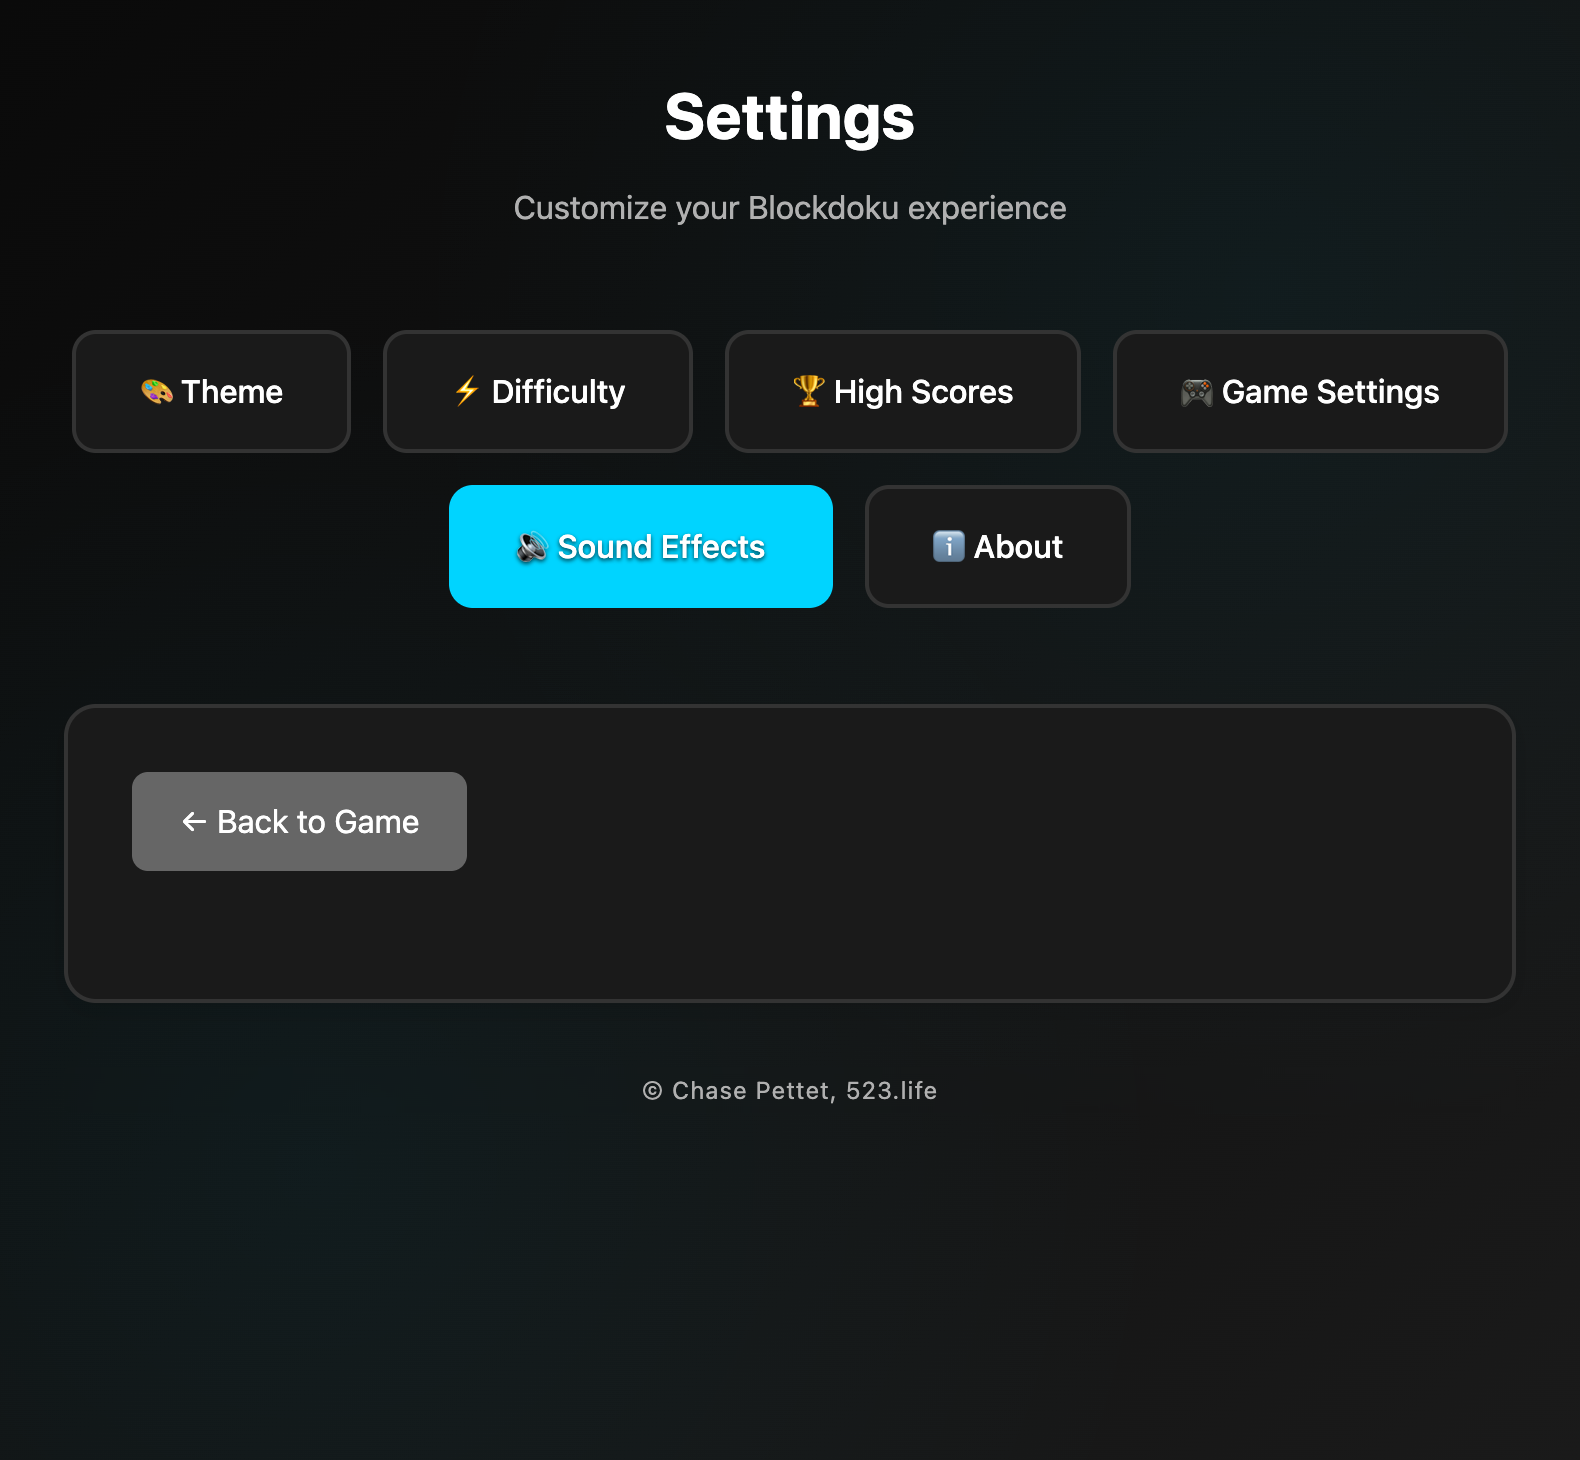 Settings
Customize your Blockdoku experience
🎨 Theme
⚡ Difficulty
🏆 High Scores
🎮 Game Settings
🔊 Sound Effects
ℹ️ About
← Back to Game
© Chase Pettet, 523.life